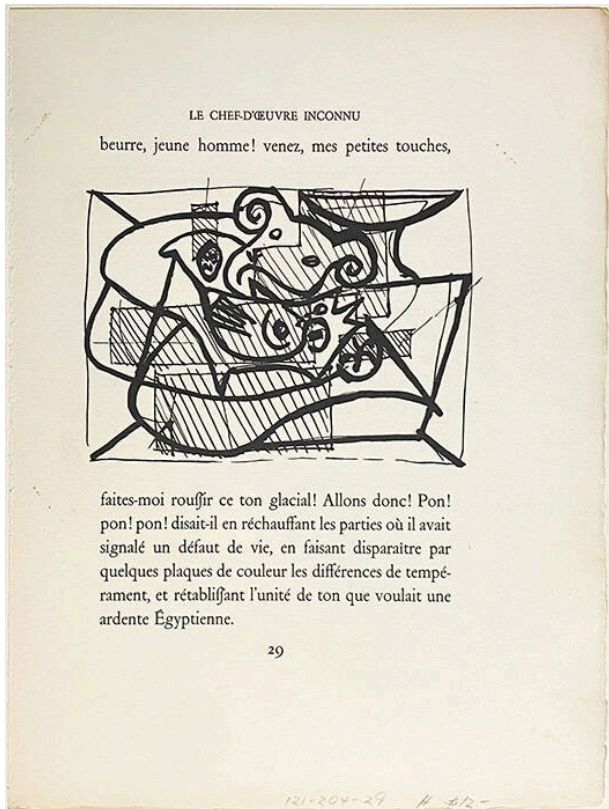 LE CHEF-D'ŒUVRE INCONNU
beurre, jeune homme! venez, mes petites touches,
faites-moi rouſſir ce ton glacial! Allons donc! Pon!
pon! pon! disait-il en réchauffant les parties où il avait
signalé un défaut de vie, en faisant disparaître par
quelques plaques de couleur les différences de tempé-
rament, et rétabliſſant l'unité de ton que voulait une
ardente Égyptienne.
29
121-204-29